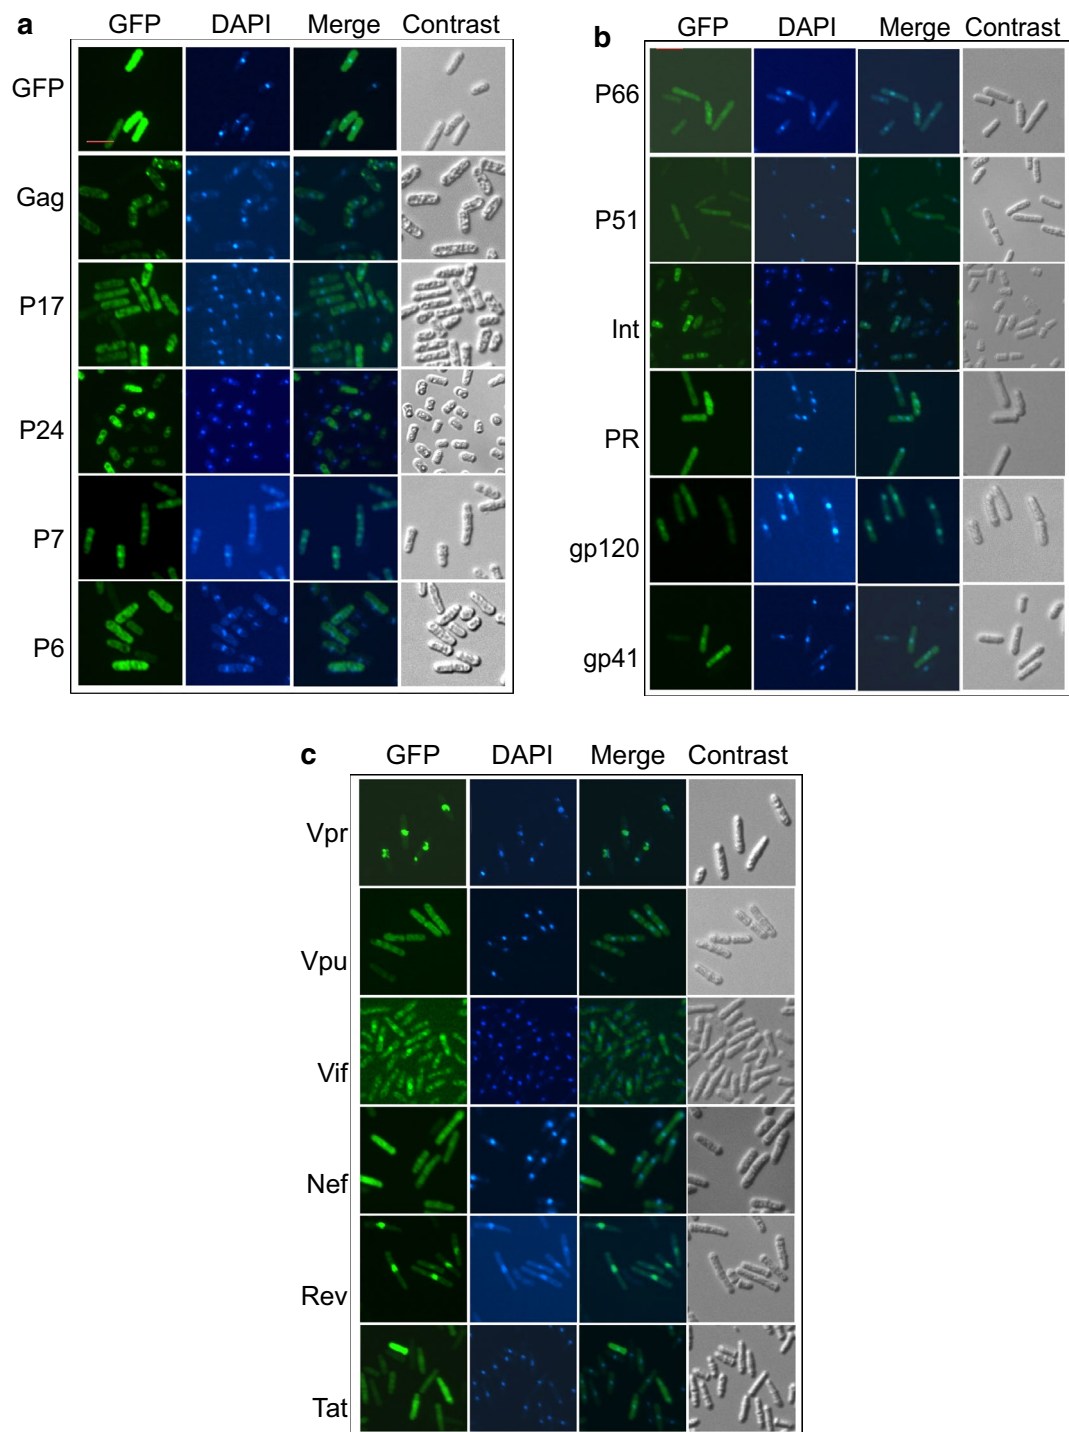 a
GFP DAPI Merge Contrast
GFP
Gag
P17
P24
P7
P6
b
GFP DAPI Merge Contrast
P66
P51
Int
PR
gp120
gp41
c
GFP DAPI Merge Contrast
Vpr
Vpu
Vif
Nef
Rev
Tat